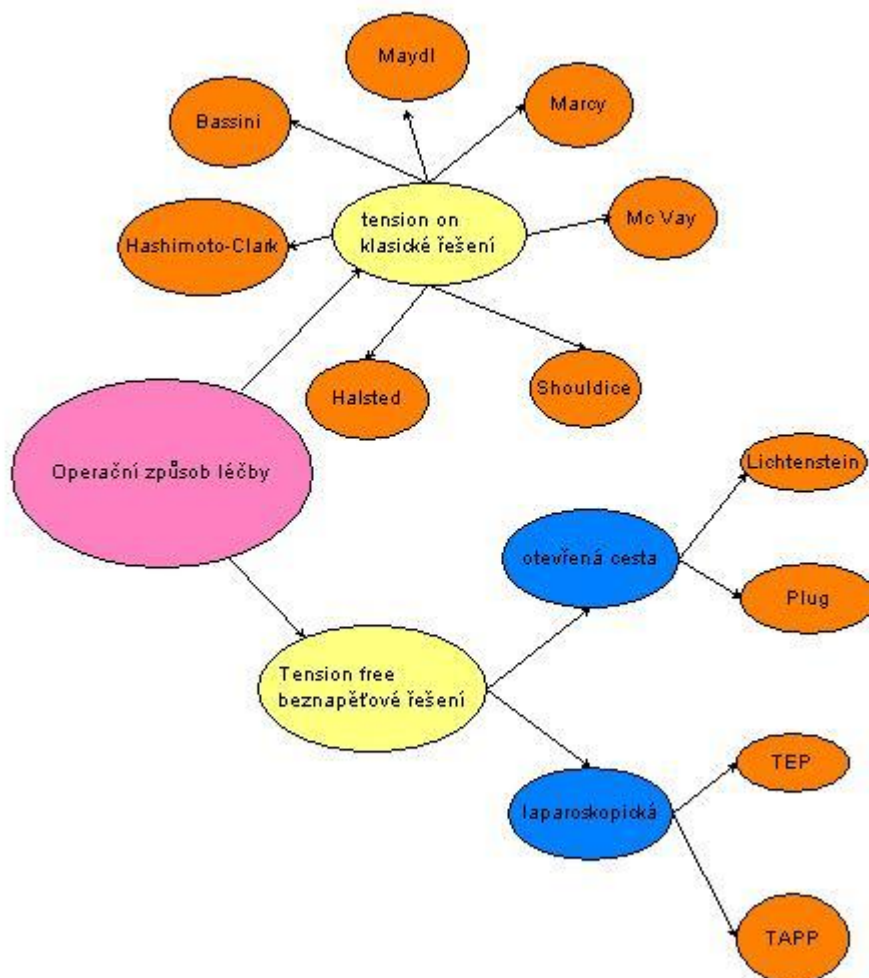 Maydl
Marcy
Bassini
tension on
klasické řešení
Mc Vay
Hashimoto-Clark
Halsted
Shouldice
Operační způsob léčby
Lichtenstein
otevřená cesta
Plug
Tension free
beznapěťové řešení
TEP
laparoskopická
TAPP